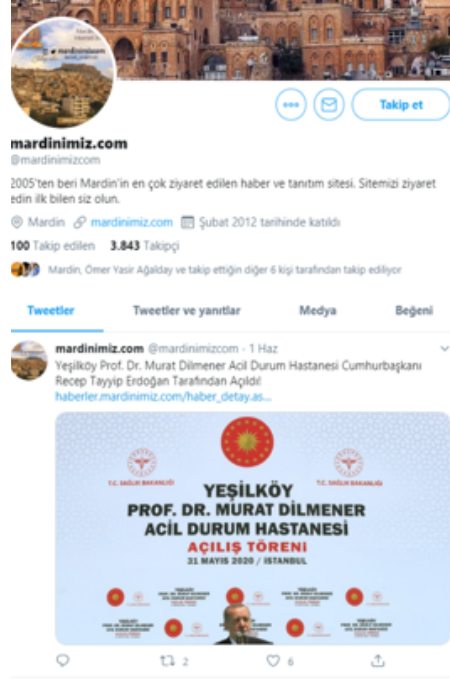 mardinimizcom
Takip et
mardinimiz.com
@mardinimizcom
2005'ten beri Mardin'in en çok ziyaret edilen haber ve tanıtım sitesi. Sitemizi ziyaret
edin ilk bilen siz olun.
Mardin mardinimiz.com Şubat 2012 tarihinde katıldı
100 Takip edilen 3.843 Takipçi
Mardin, Ömer Yasir Ağalday ve takip ettiğin diğer 6 kişi tarafından takip ediliyor
Tweetler Tweetler ve yanıtlar Medya Beğeni
mardinimiz.com @mardinimizcom · 1 Haz
Yeşilköy Prof. Dr. Murat Dilmener Acil Durum Hastanesi Cumhurbaşkanı
Recep Tayyip Erdoğan Tarafından Açıldı!
haberler.mardinimiz.com/haber_detay.as...
T.C. SAĞLIK BAKANLIĞI T.C. SAĞLIK BAKANLIĞI
YEŞİLKÖY
PROF. DR. MURAT DİLMENER
ACİL DURUM HASTANESİ
AÇILIŞ TÖRENİ
31 MAYIS 2020 / İSTANBUL
2 6